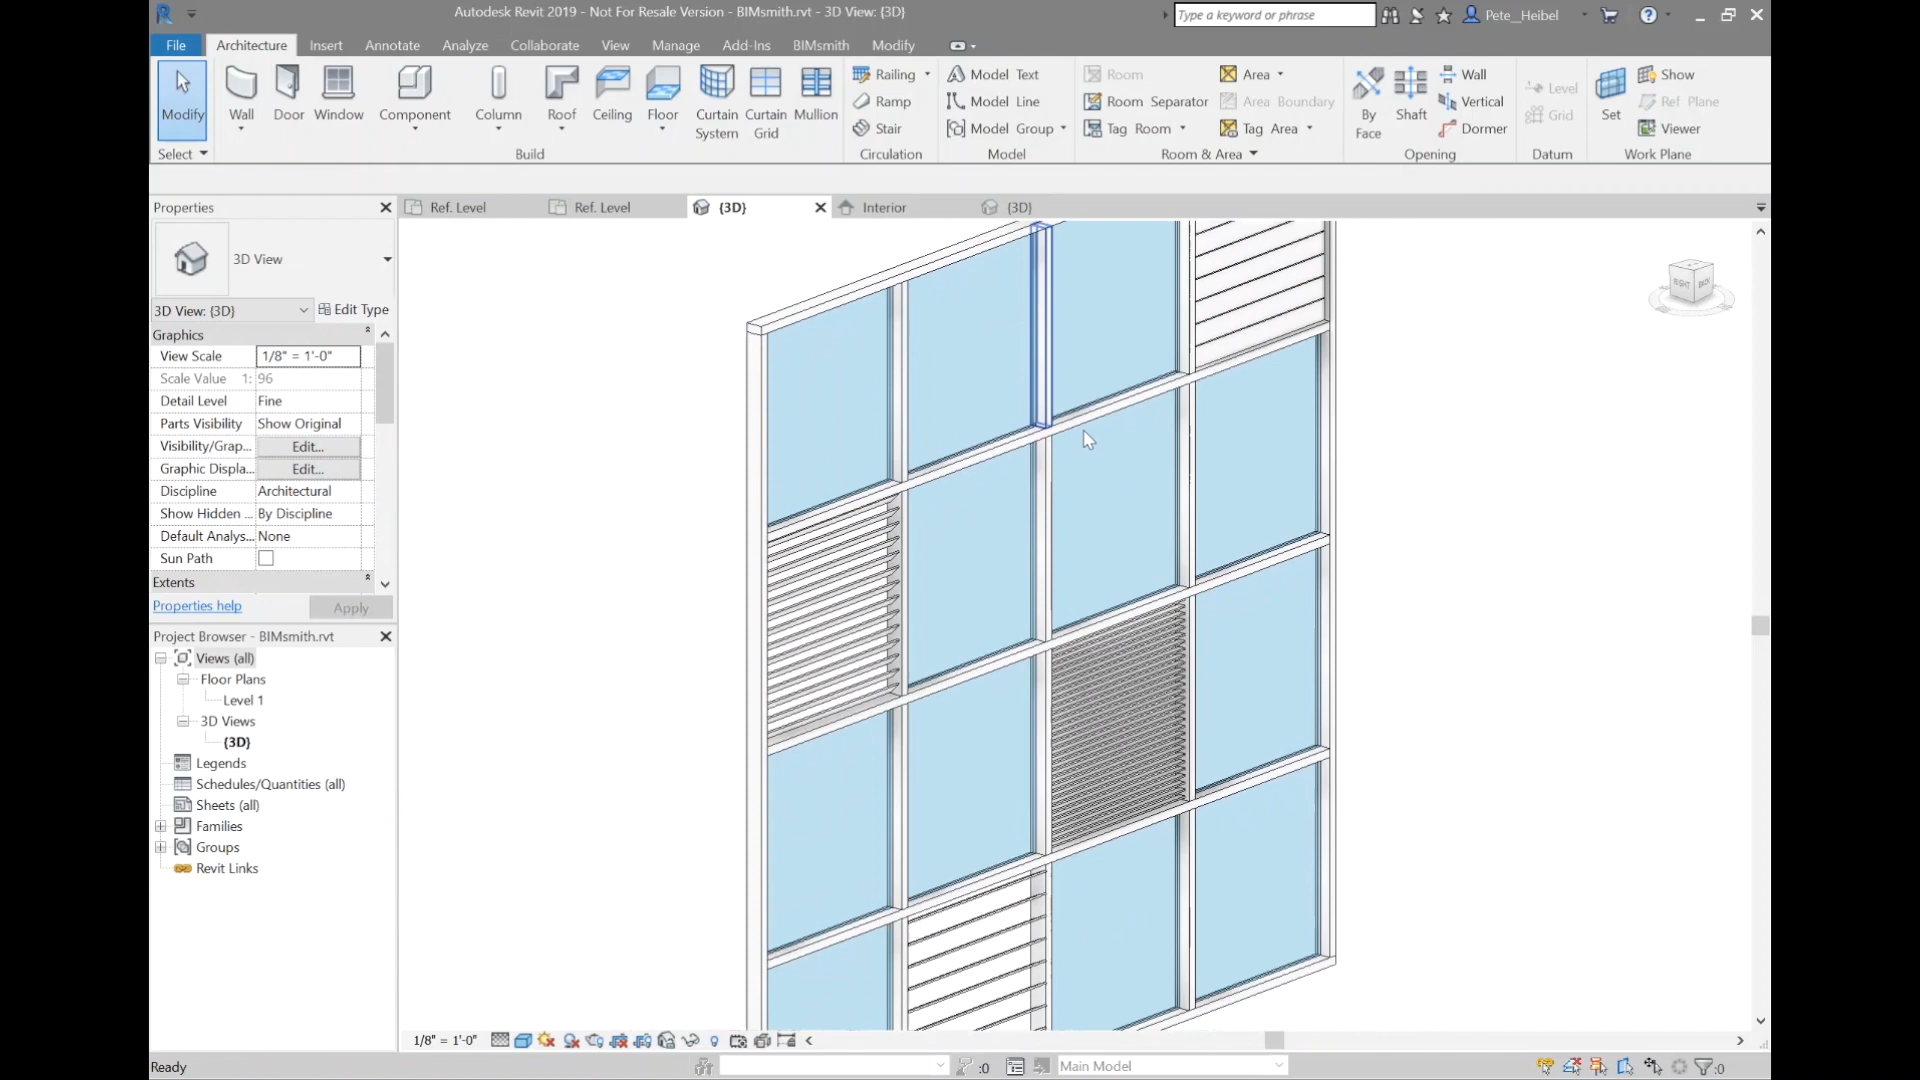 Autodesk Revit 2019 - Not For Resale Version - BIMsmith.rvt - 3D View: {3D}
Type a keyword or phrase
Pete_Heibel
File Architecture Insert Annotate Analyze Collaborate View Manage Add-Ins BIMsmith Modify
Modify
Wall
Door
Window
Component
Column
Roof
Ceiling
Floor
Curtain System
Curtain Grid
Mullion
Railing
Ramp
Stair
Model Text
Model Line
Model Group
Room
Room Separator
Tag Room
Area
Area Boundary
Tag Area
By Face
Shaft
Wall
Vertical
Dormer
Level
Grid
Set
Show
Ref Plane
Viewer
Select Build Circulation Model Room & Area Opening Datum Work Plane
Properties
Ref. Level Ref. Level {3D} Interior {3D}
3D View
3D View: {3D} Edit Type
Graphics
View Scale 1/8" = 1'-0"
Scale Value 1: 96
Detail Level Fine
Parts Visibility Show Original
Visibility/Grap... Edit...
Graphic Displa... Edit...
Discipline Architectural
Show Hidden ... By Discipline
Default Analys... None
Sun Path
Extents
Properties help Apply
Project Browser - BIMsmith.rvt
Views (all)
Floor Plans
Level 1
3D Views
{3D}
Legends
Schedules/Quantities (all)
Sheets (all)
Families
Groups
Revit Links
RIGHT BACK
1/8" = 1'-0"
Ready
:0
Main Model
:0